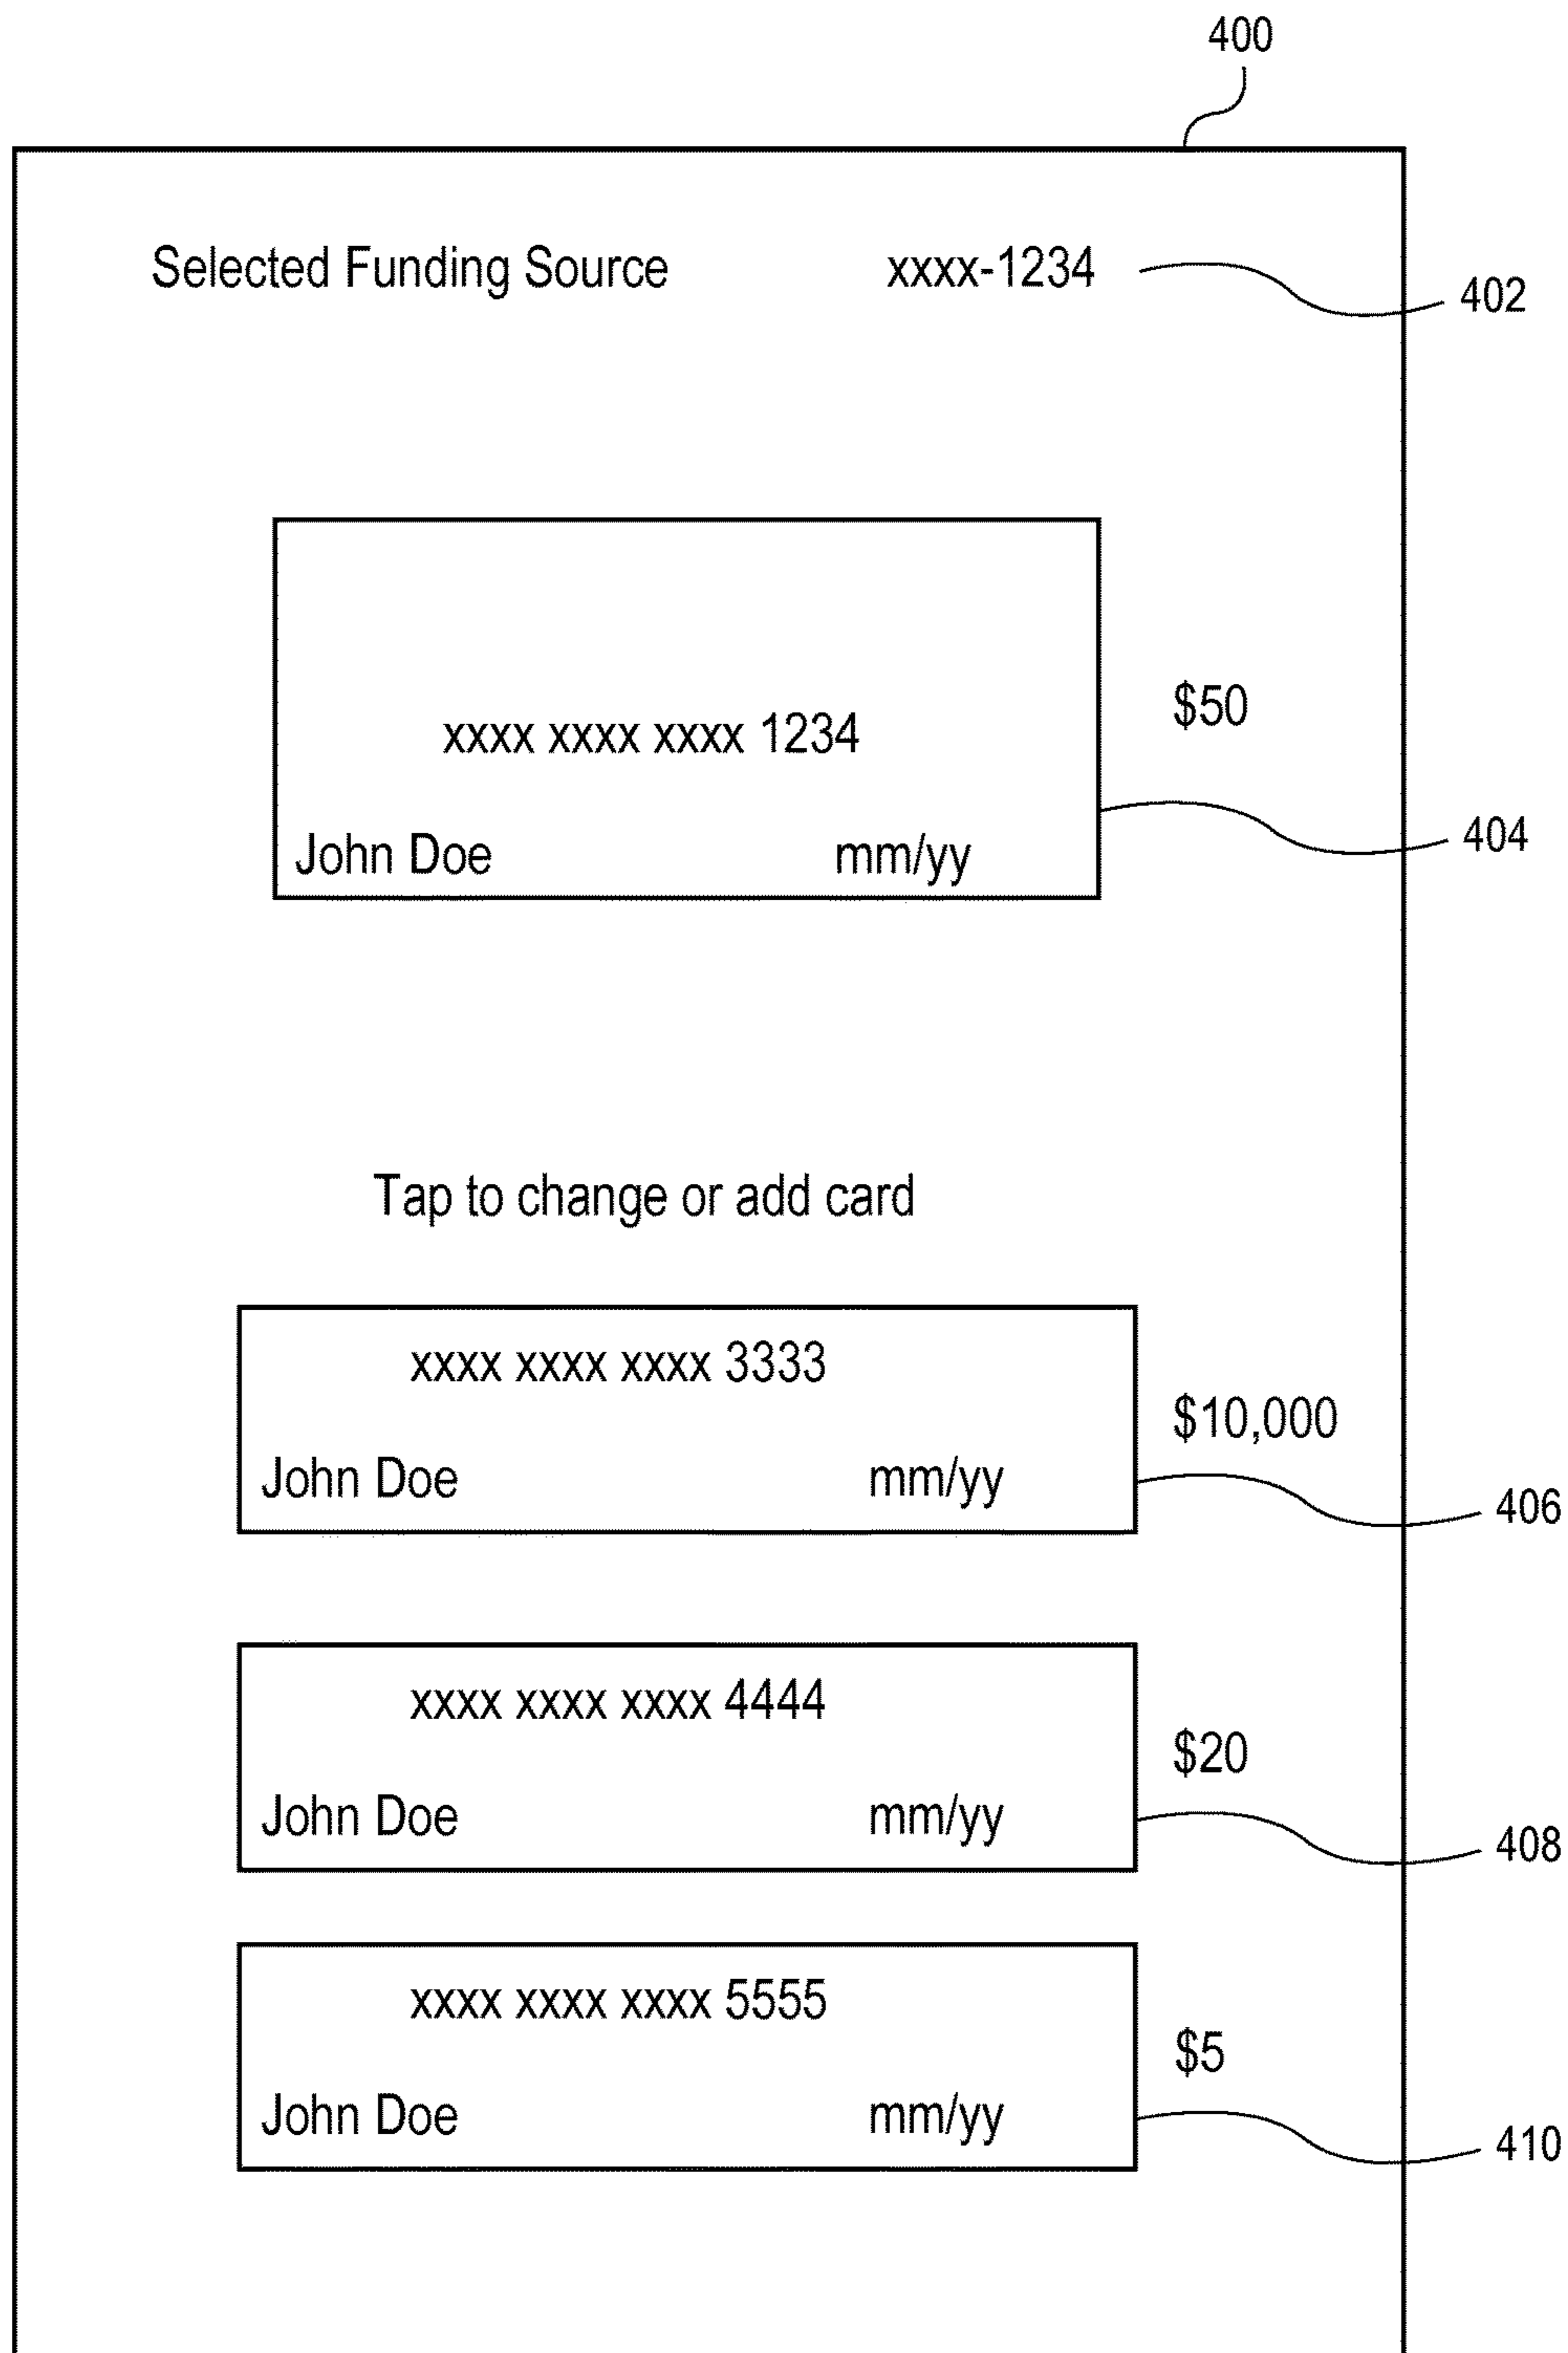 400
Selected Funding Source xxxx-1234
402
xxxx xxxx xxxx 1234
$50
John Doe mm/yy
404
Tap to change or add card
xxxx xxxx xxxx 3333
$10,000
John Doe mm/yy
406
xxxx xxxx xxxx 4444
$20
John Doe mm/yy
408
xxxx xxxx xxxx 5555
$5
John Doe mm/yy
410